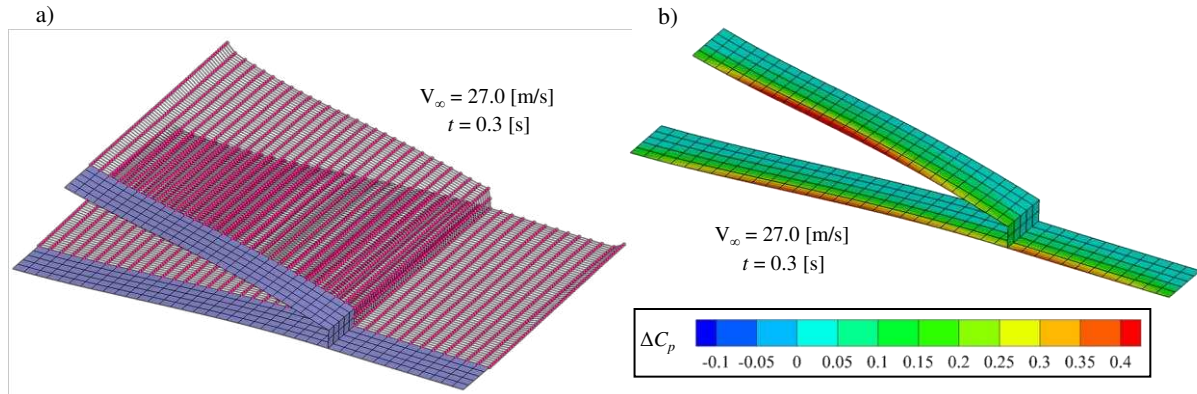 a)
V∞ = 27.0 [m/s]
t = 0.3 [s]
b)
V∞ = 27.0 [m/s]
t = 0.3 [s]
ΔCp
-0.1 -0.05 0 0.05 0.1 0.15 0.2 0.25 0.3 0.35 0.4